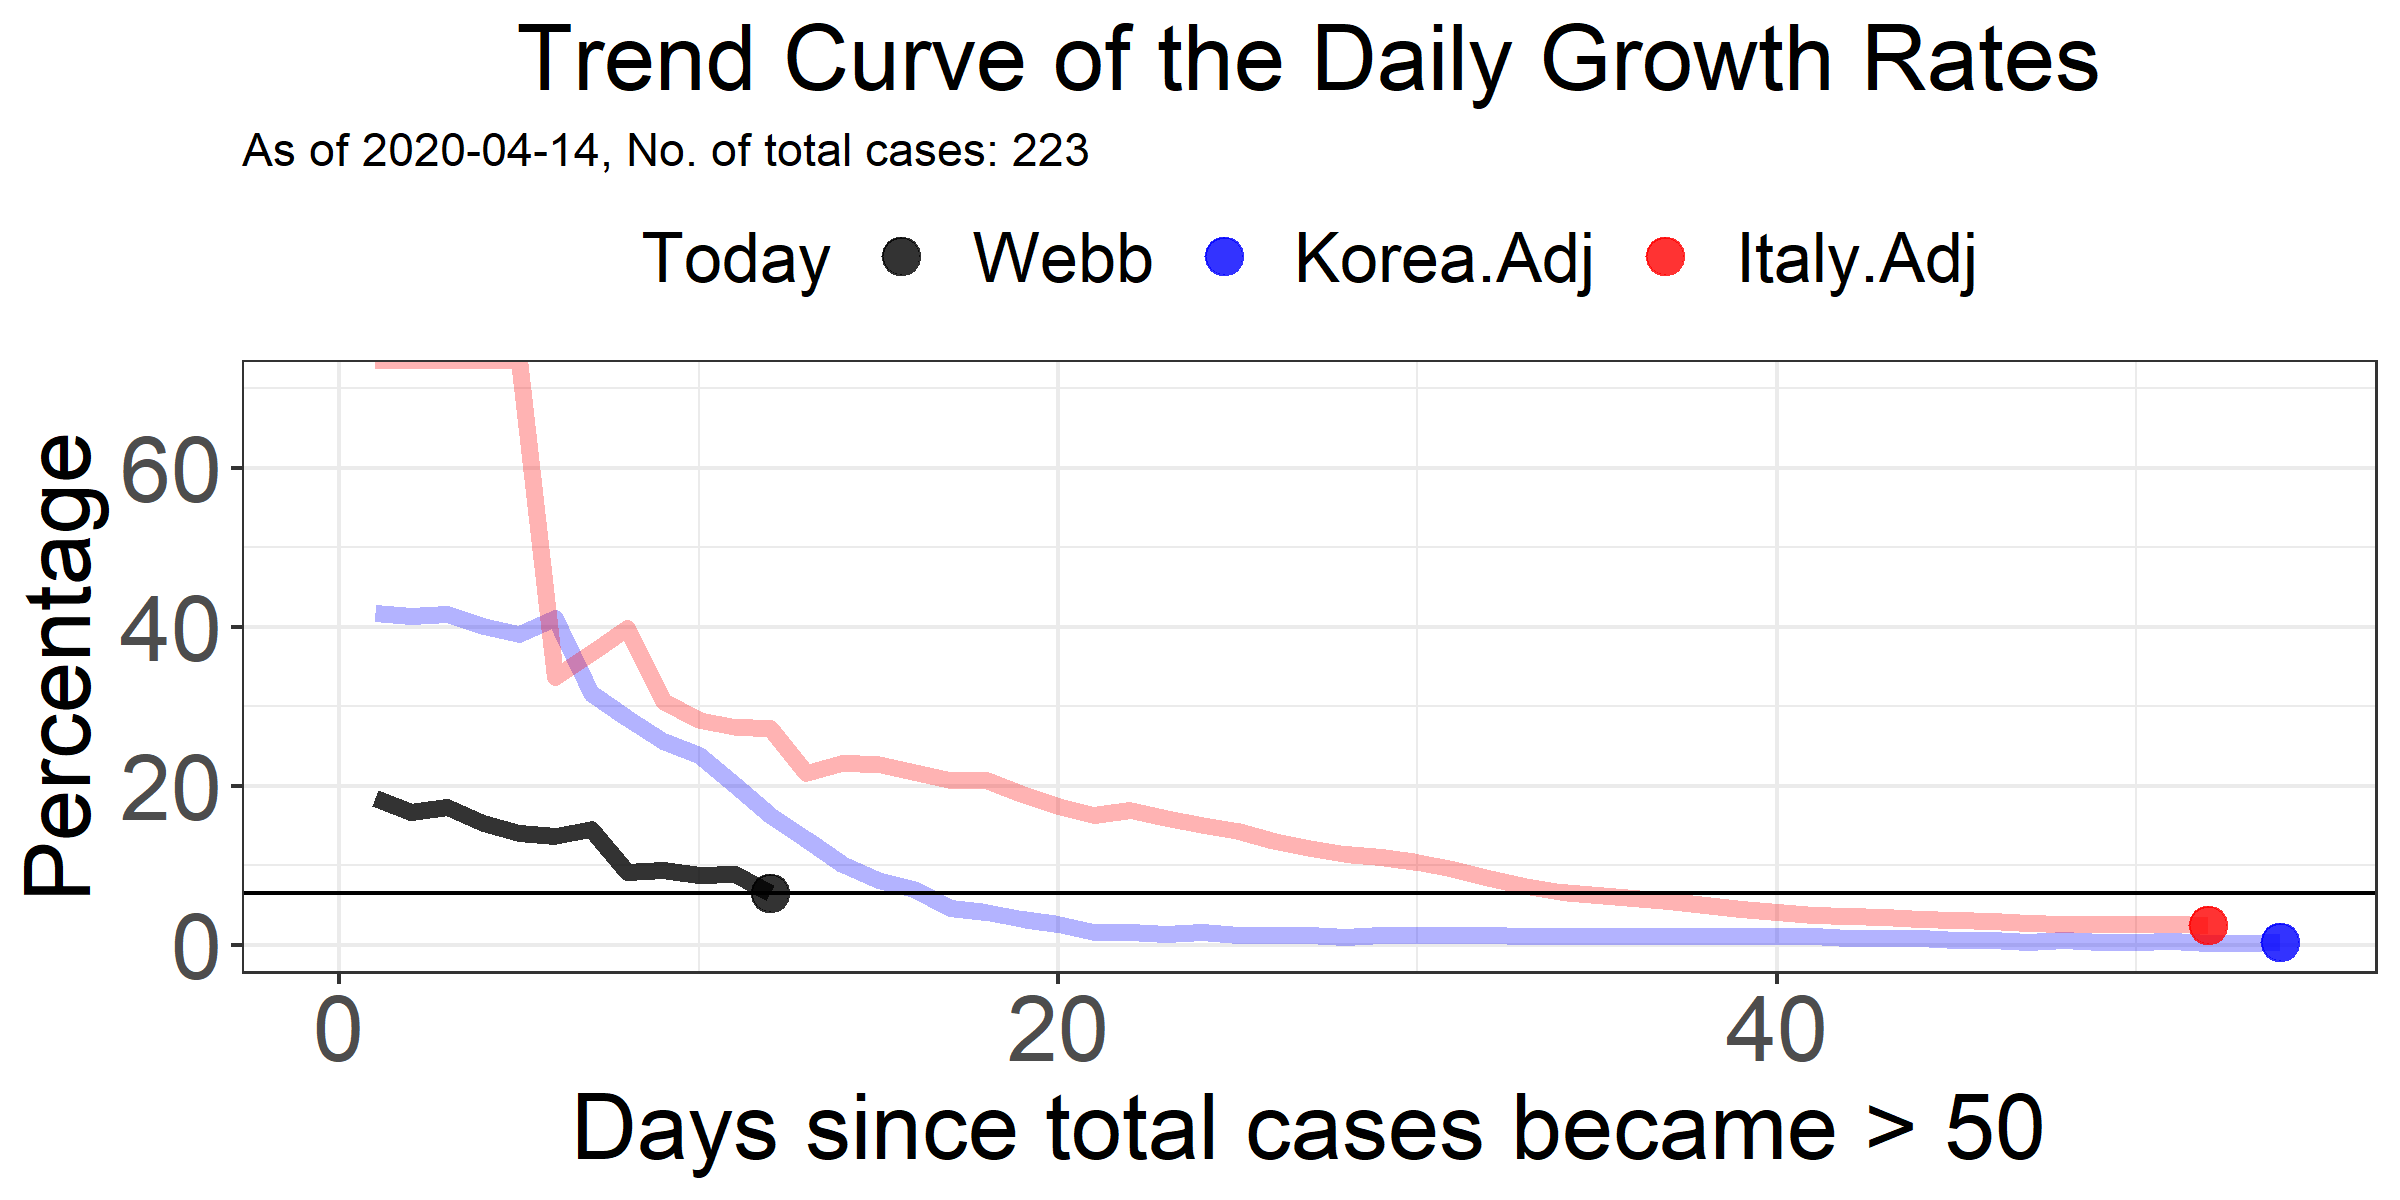 Trend Curve of the Daily Growth Rates
As of 2020-04-14, No. of total cases: 223
Today Webb Korea.Adj Italy.Adj
Percentage
60
40
20
0
0 20 40
Days since total cases became > 50